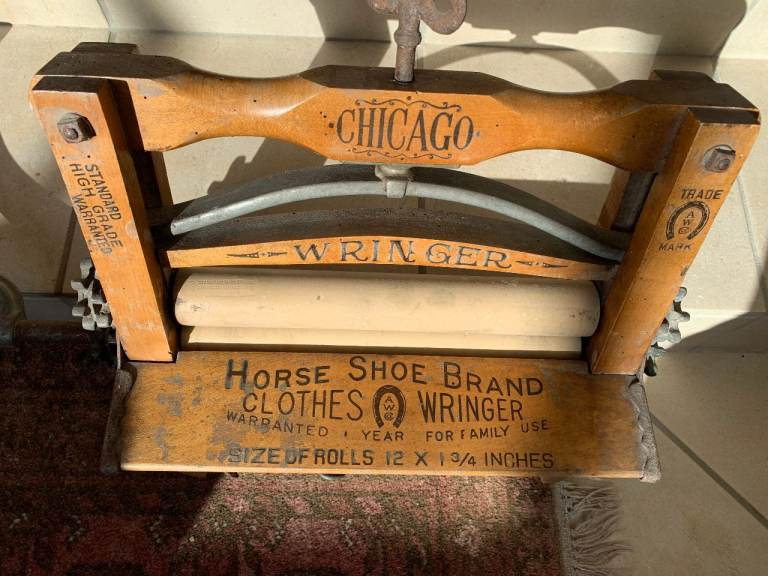 CHICAGO
STANDARD
HIGH GRADE
WARRANTED
TRADE
AWC
MARK
WRINGER
HORSE SHOE BRAND
CLOTHES AWC WRINGER
WARRANTED 1 YEAR FOR FAMILY USE
SIZE OF ROLLS 12 X 1 3/4 INCHES